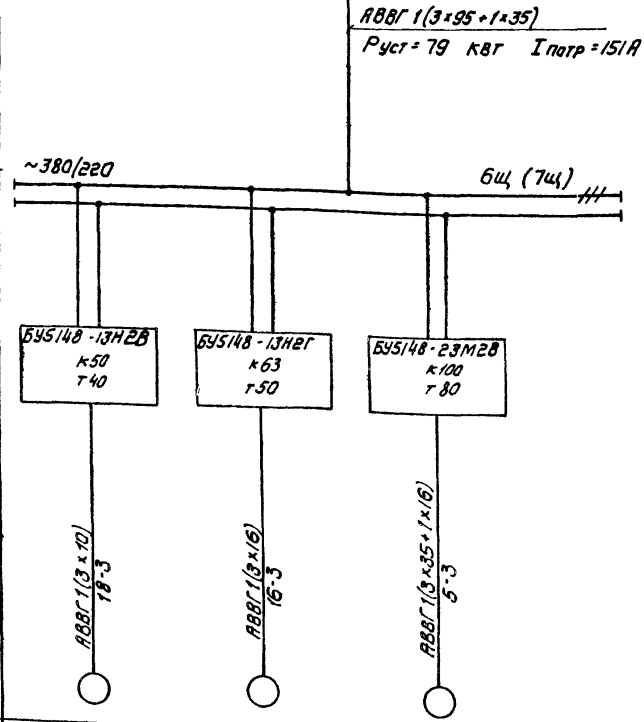 АВВГ 1(3×95+1×35)
Руст = 79 кВт Iпотр = 151А
~380/220
6щ (7щ)
БУ5148-13Н2В
к50
т40
БУ5148-13Н2Г
к63
т50
БУ5148-23М2В
к100
т80
АВВГ 1(3×10)
18-3
АВВГ 1(3×16)
16-3
АВВГ 1(3×35+1×16)
5-3